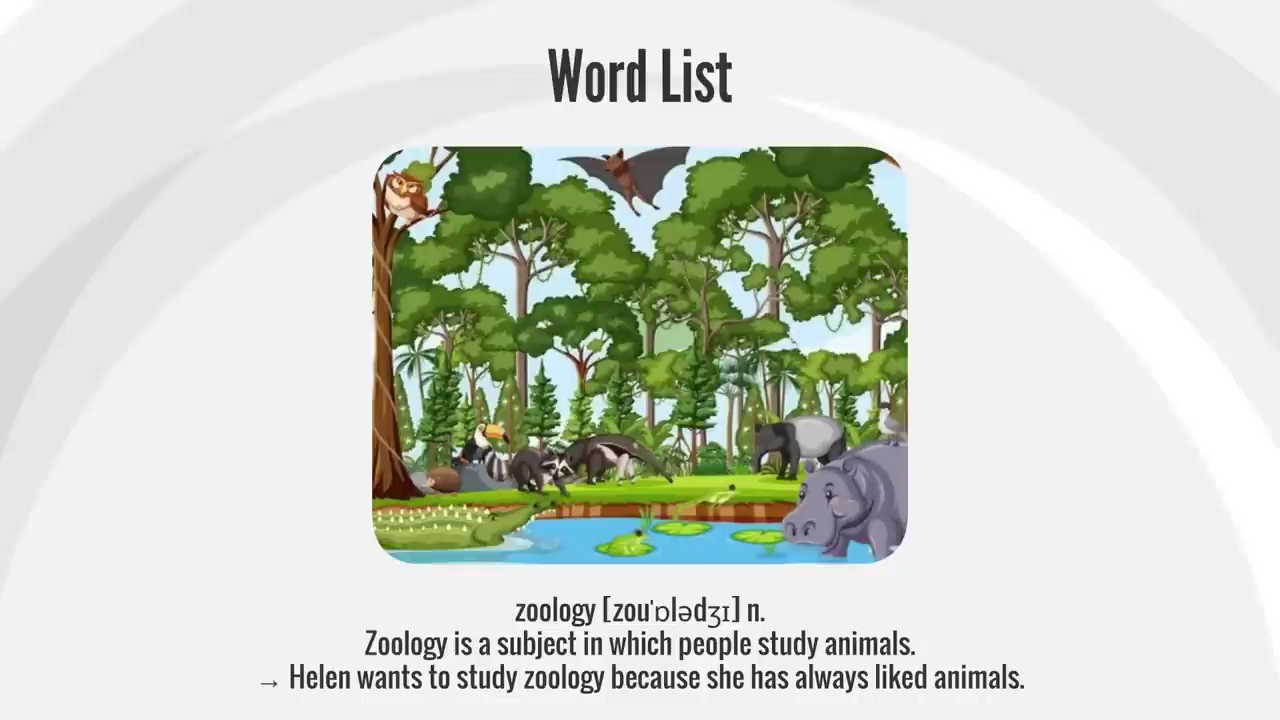 Word List
zoology [zouˈɒlədʒɪ] n.
Zoology is a subject in which people study animals.
→ Helen wants to study zoology because she has always liked animals.